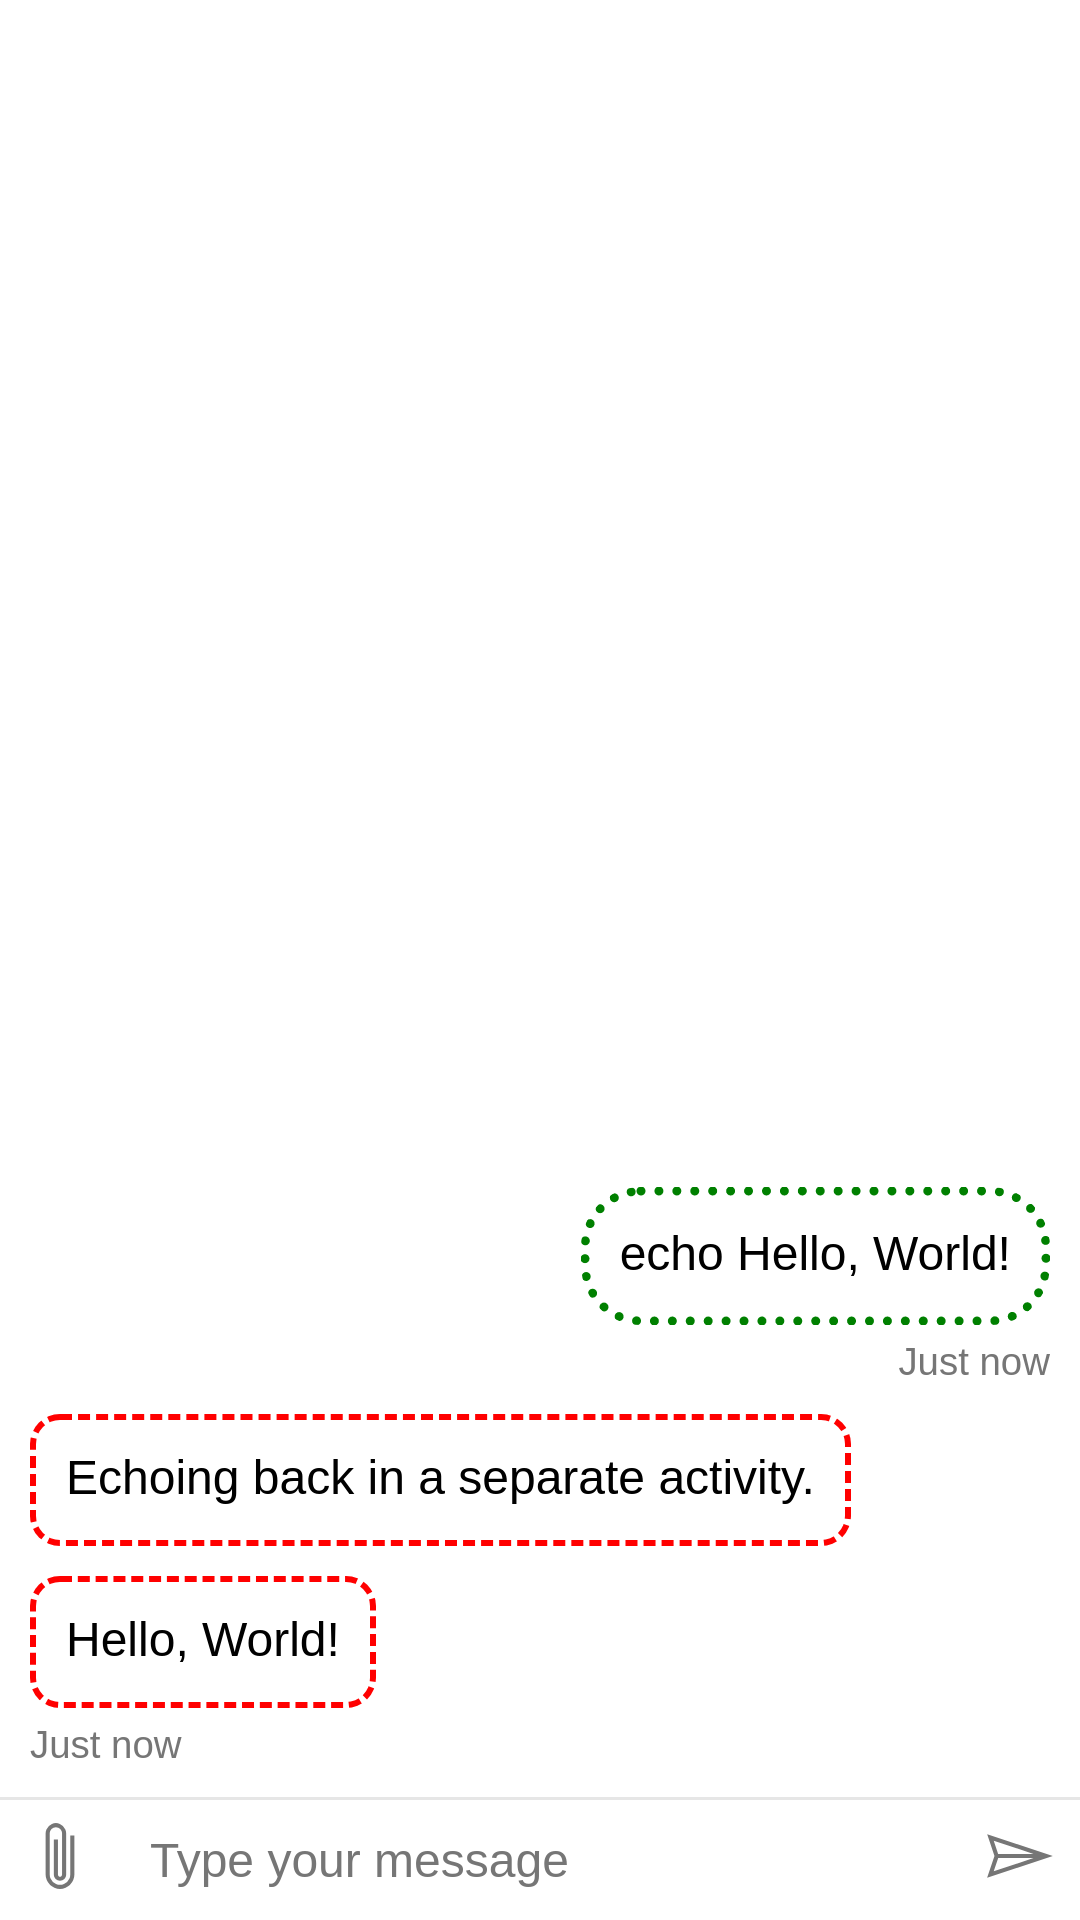 echo Hello, World!
Just now
Echoing back in a separate activity.
Hello, World!
Just now
Type your message